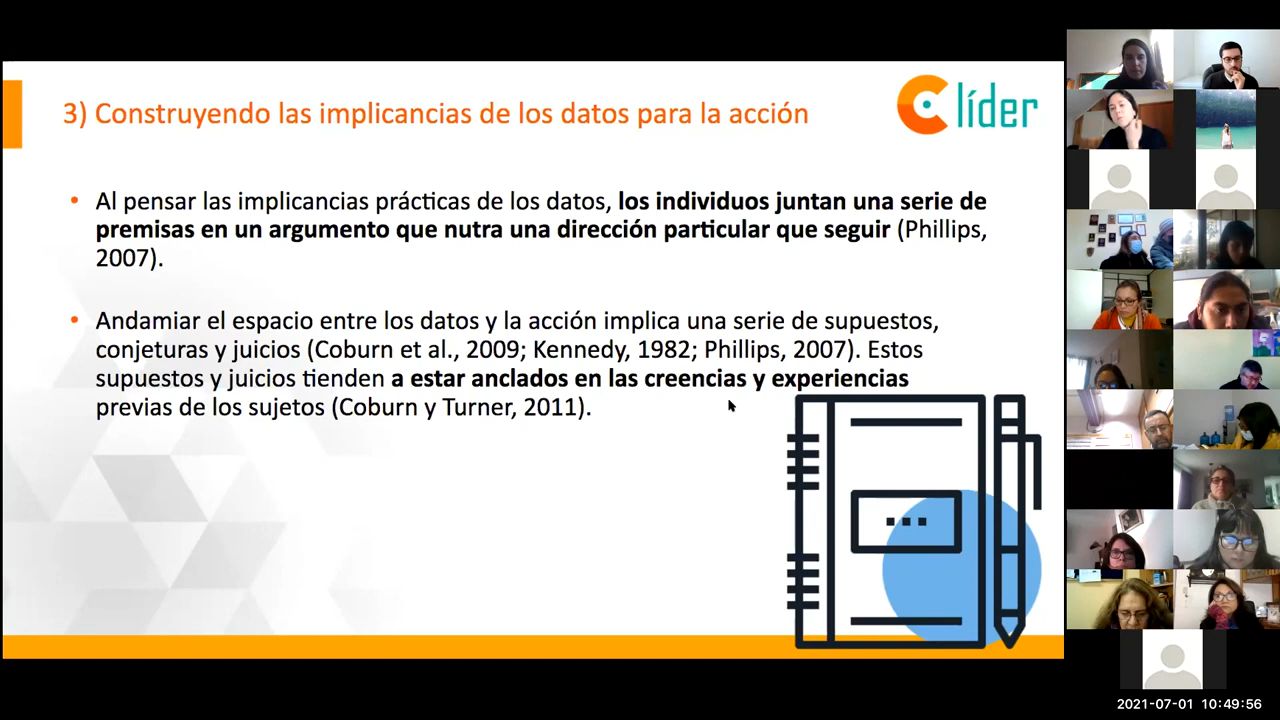 3) Construyendo las implicancias de los datos para la acción
C líder
• Al pensar las implicancias prácticas de los datos, los individuos juntan una serie de
premisas en un argumento que nutra una dirección particular que seguir (Phillips,
2007).
• Andamiar el espacio entre los datos y la acción implica una serie de supuestos,
conjeturas y juicios (Coburn et al., 2009; Kennedy, 1982; Phillips, 2007). Estos
supuestos y juicios tienden a estar anclados en las creencias y experiencias
previas de los sujetos (Coburn y Turner, 2011).
2021-07-01 10:49:56